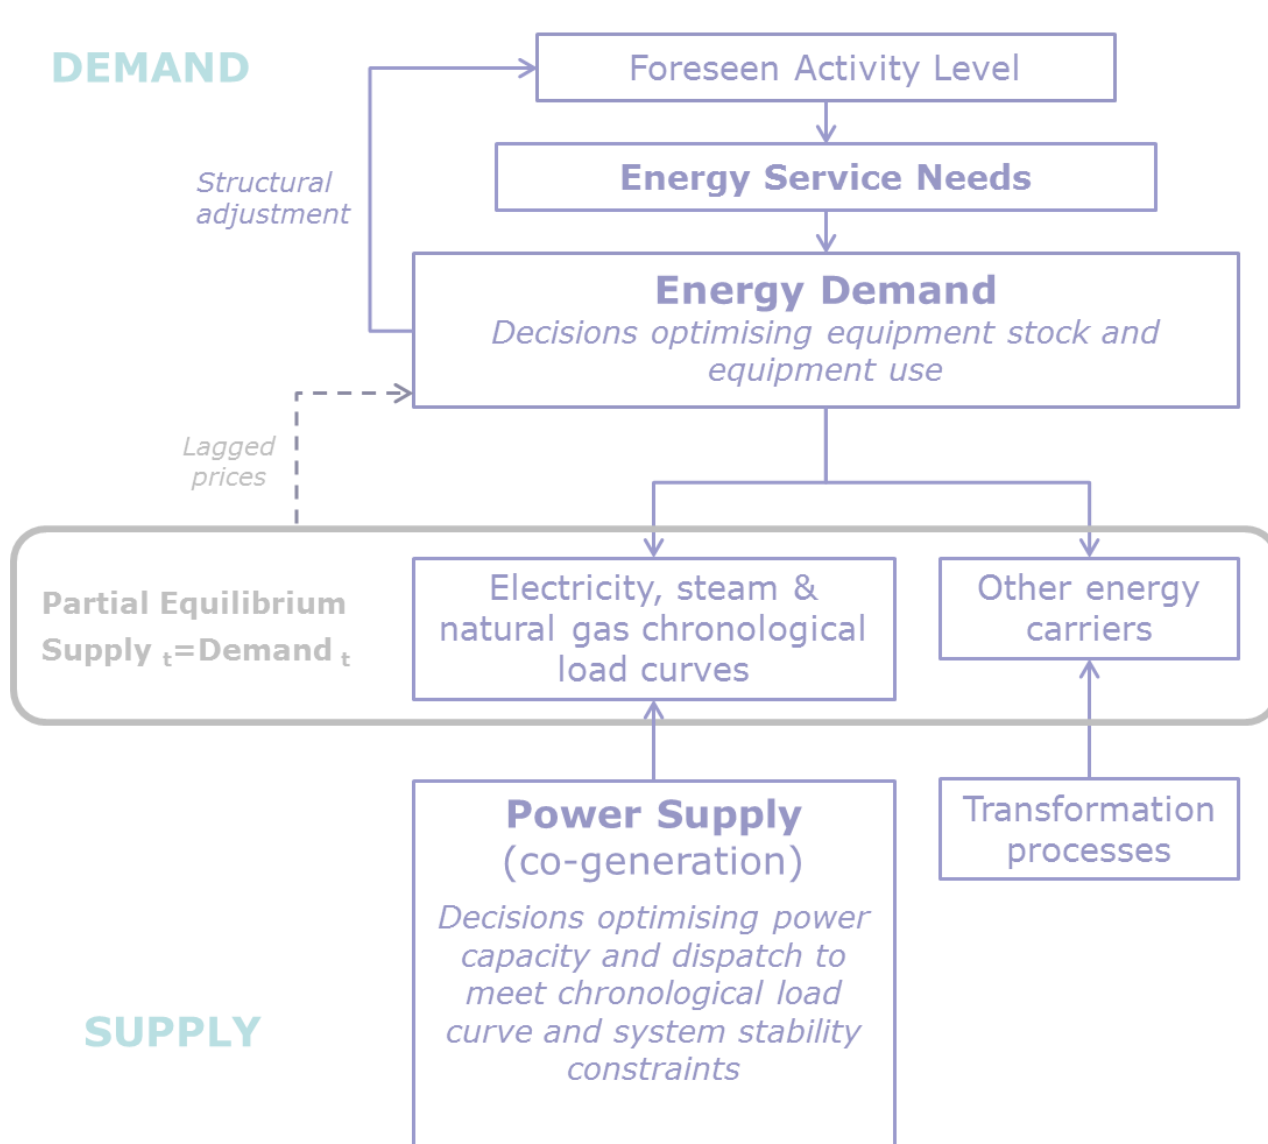 DEMAND
Foreseen Activity Level
Structural
adjustment
Energy Service Needs
Energy Demand
Decisions optimising equipment stock and
equipment use
Lagged
prices
Partial Equilibrium
Supply t=Demand t
Electricity, steam &
natural gas chronological
load curves
Other energy
carriers
Power Supply
(co-generation)
Decisions optimising power
capacity and dispatch to
meet chronological load
curve and system stability
constraints
Transformation
processes
SUPPLY